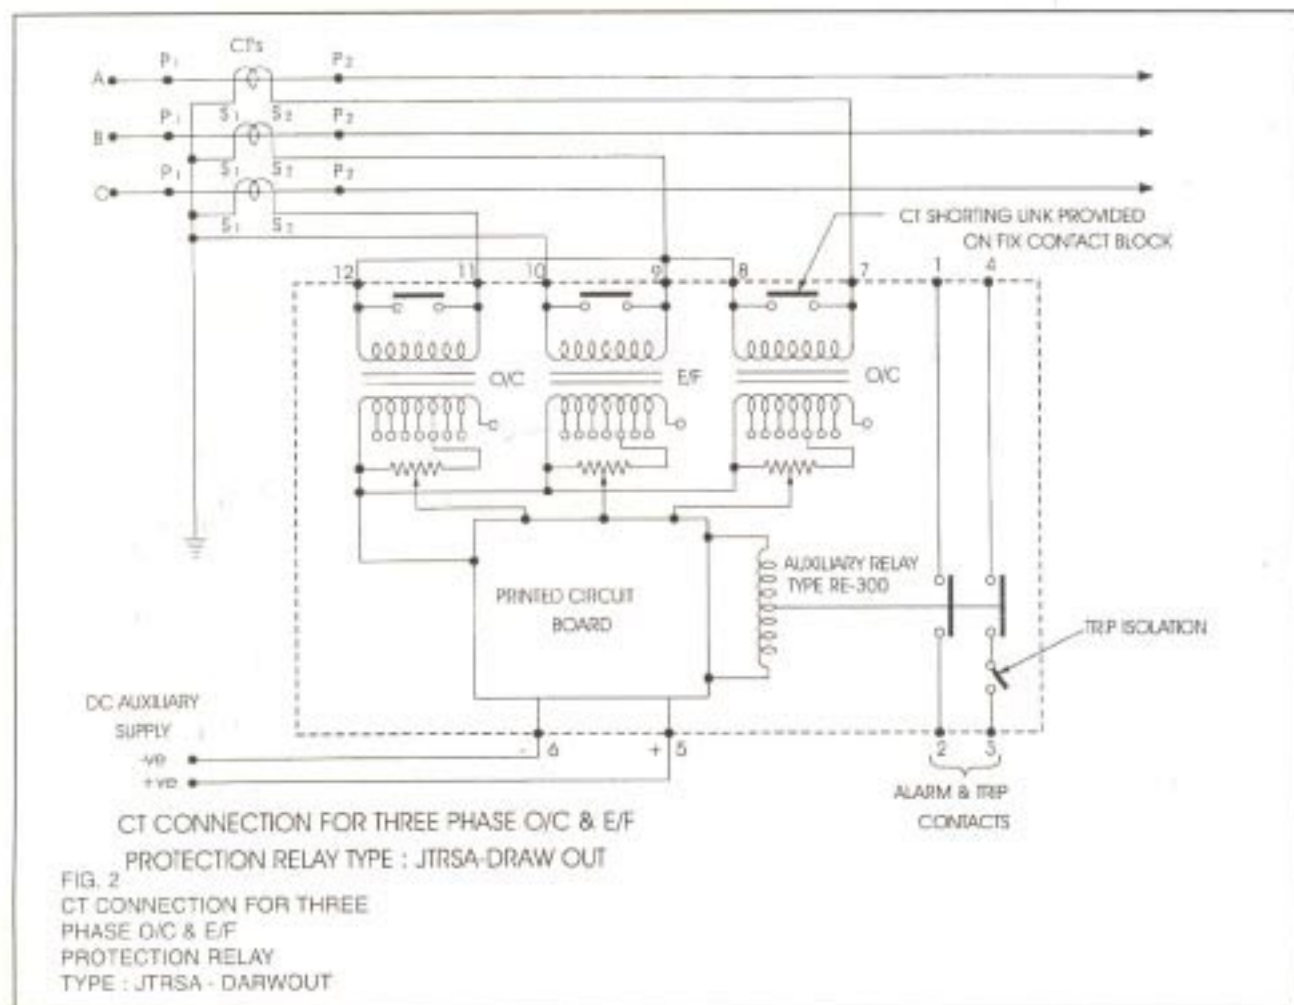 CT's
A P1 P2
S1 S2
B P1 P2
S1 S2
C P1 P2
S1 S2
CT SHORTING LINK PROVIDED
ON FIX CONTACT BLOCK
12 11 10 9 8 7 1 4
O/C E/F O/C
AUXILIARY RELAY
TYPE RE-300
PRINTED CIRCUIT
BOARD
TRIP ISOLATION
DC AUXILIARY
SUPPLY
- 6 + 5 2 3
-ve
+ve
ALARM & TRIP
CONTACTS
CT CONNECTION FOR THREE PHASE O/C & E/F
PROTECTION RELAY TYPE : JTRSA-DRAW OUT
FIG. 2
CT CONNECTION FOR THREE
PHASE O/C & E/F
PROTECTION RELAY
TYPE : JTRSA - DARWOUT